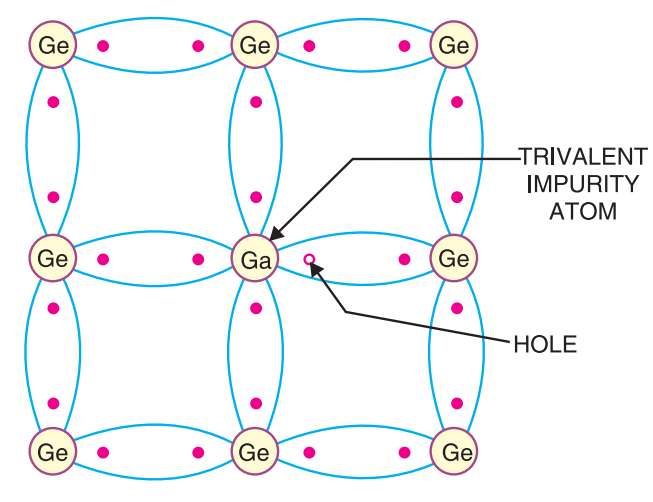 Ge Ge Ge
TRIVALENT
IMPURITY
ATOM
Ge Ga Ge
HOLE
Ge Ge Ge